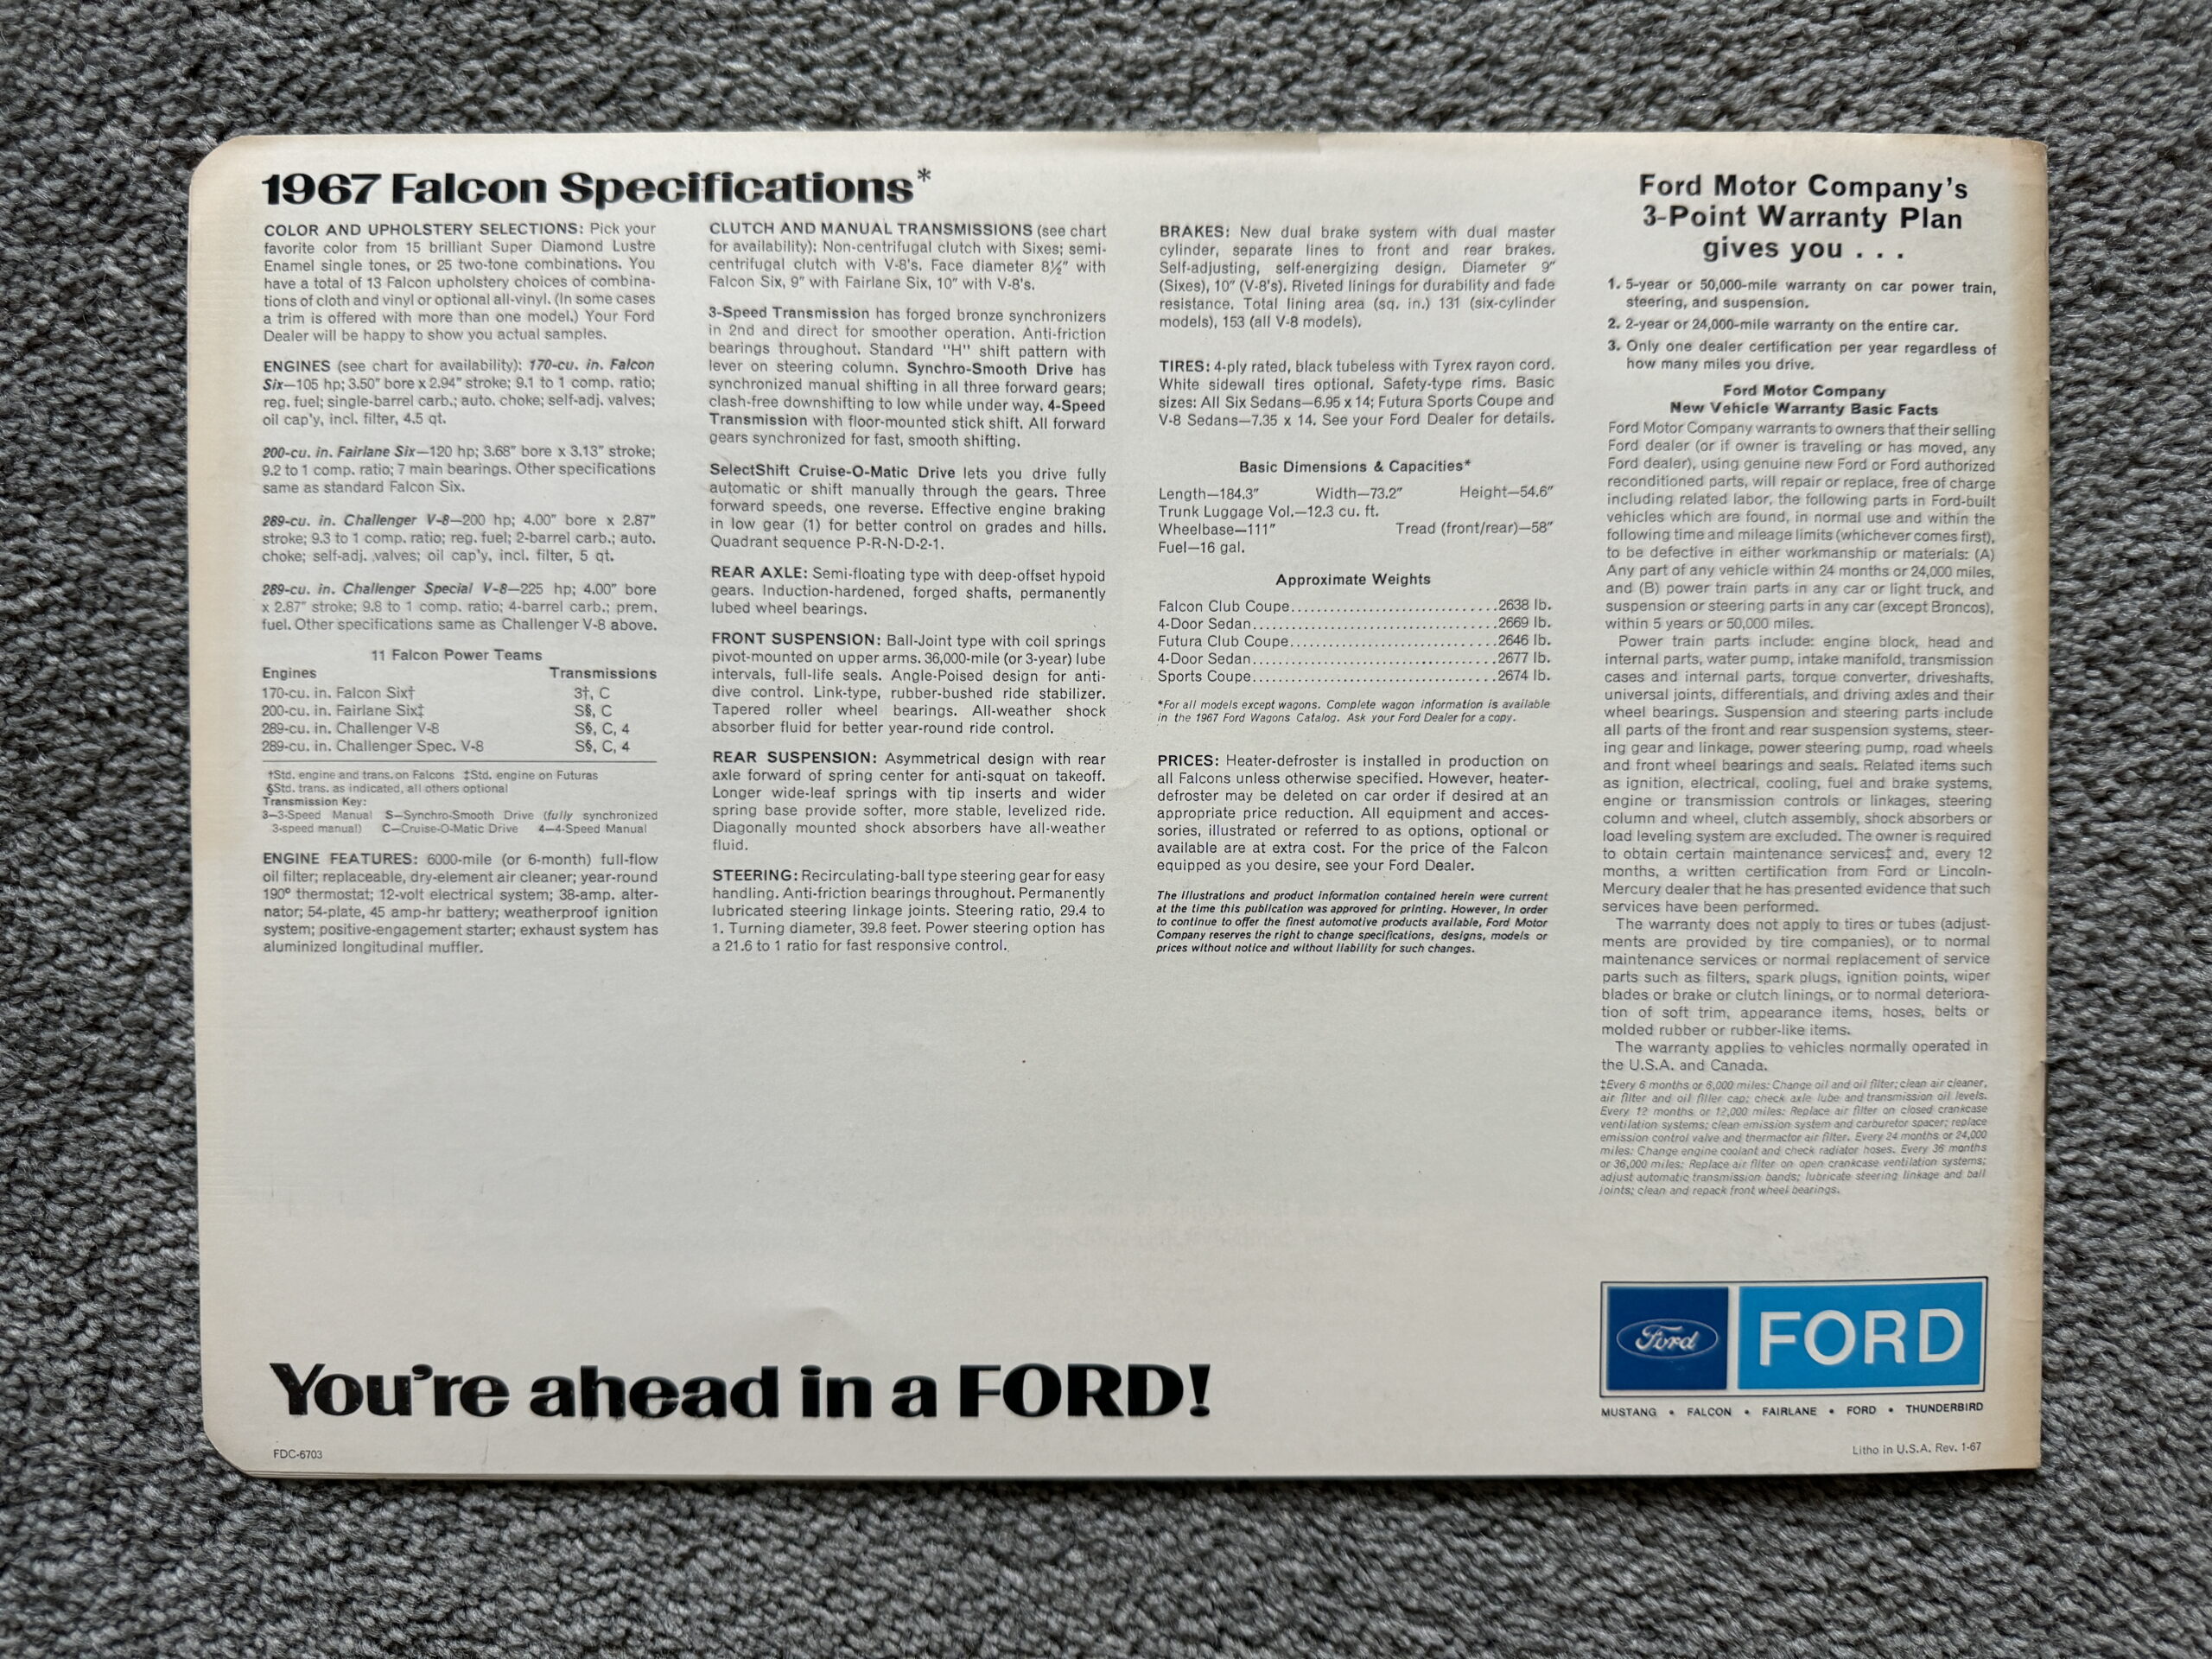 1967 Falcon Specifications*
COLOR AND UPHOLSTERY SELECTIONS: Pick your
favorite color from 15 brilliant Super Diamond Lustre
Enamel single tones, or 25 two-tone combinations. You
have a total of 13 Falcon upholstery choices of combina-
tions of cloth and vinyl or optional all-vinyl. (In some cases
a trim is offered with more than one model.) Your Ford
Dealer will be happy to show you actual samples.
ENGINES (see chart for availability): 170-cu. in. Falcon
Six—105 hp; 3.50" bore x 2.94" stroke; 9.1 to 1 comp. ratio;
reg. fuel; single-barrel carb.; auto. choke; self-adj. valves;
oil cap'y, incl. filter, 4.5 qt.
200-cu. in. Fairlane Six—120 hp; 3.68" bore x 3.13" stroke;
9.2 to 1 comp. ratio; 7 main bearings. Other specifications
same as standard Falcon Six.
289-cu. in. Challenger V-8—200 hp; 4.00" bore x 2.87"
stroke; 9.3 to 1 comp. ratio; reg. fuel; 2-barrel carb.; auto.
choke; self-adj. valves; oil cap'y, incl. filter, 5 qt.
289-cu. in. Challenger Special V-8—225 hp; 4.00" bore
x 2.87" stroke; 9.8 to 1 comp. ratio; 4-barrel carb.; prem.
fuel. Other specifications same as Challenger V-8 above.
11 Falcon Power Teams
Engines Transmissions
170-cu. in. Falcon Six† 3†, C
200-cu. in. Fairlane Six‡ S§, C
289-cu. in. Challenger V-8 S§, C, 4
289-cu. in. Challenger Spec. V-8 S§, C, 4
†Std. engine and trans. on Falcons ‡Std. engine on Futuras
§Std. trans. as indicated, all others optional
Transmission Key:
3—3-Speed Manual S—Synchro-Smooth Drive (fully synchronized
3-speed manual) C—Cruise-O-Matic Drive 4—4-Speed Manual
ENGINE FEATURES: 6000-mile (or 6-month) full-flow
oil filter; replaceable, dry-element air cleaner; year-round
190° thermostat; 12-volt electrical system; 38-amp. alter-
nator; 54-plate, 45 amp-hr battery; weatherproof ignition
system; positive-engagement starter; exhaust system has
aluminized longitudinal muffler.
CLUTCH AND MANUAL TRANSMISSIONS (see chart
for availability): Non-centrifugal clutch with Sixes; semi-
centrifugal clutch with V-8's. Face diameter 8½" with
Falcon Six, 9" with Fairlane Six, 10" with V-8's.
3-Speed Transmission has forged bronze synchronizers
in 2nd and direct for smoother operation. Anti-friction
bearings throughout. Standard "H" shift pattern with
lever on steering column. Synchro-Smooth Drive has
synchronized manual shifting in all three forward gears;
clash-free downshifting to low while under way. 4-Speed
Transmission with floor-mounted stick shift. All forward
gears synchronized for fast, smooth shifting.
SelectShift Cruise-O-Matic Drive lets you drive fully
automatic or shift manually through the gears. Three
forward speeds, one reverse. Effective engine braking
in low gear (1) for better control on grades and hills.
Quadrant sequence P-R-N-D-2-1.
REAR AXLE: Semi-floating type with deep-offset hypoid
gears. Induction-hardened, forged shafts, permanently
lubed wheel bearings.
FRONT SUSPENSION: Ball-Joint type with coil springs
pivot-mounted on upper arms. 36,000-mile (or 3-year) lube
intervals, full-life seals. Angle-Poised design for anti-
dive control. Link-type, rubber-bushed ride stabilizer.
Tapered roller wheel bearings. All-weather shock
absorber fluid for better year-round ride control.
REAR SUSPENSION: Asymmetrical design with rear
axle forward of spring center for anti-squat on takeoff.
Longer wide-leaf springs with tip inserts and wider
spring base provide softer, more stable, levelized ride.
Diagonally mounted shock absorbers have all-weather
fluid.
STEERING: Recirculating-ball type steering gear for easy
handling. Anti-friction bearings throughout. Permanently
lubricated steering linkage joints. Steering ratio, 29.4 to
1. Turning diameter, 39.8 feet. Power steering option has
a 21.6 to 1 ratio for fast responsive control.
BRAKES: New dual brake system with dual master
cylinder, separate lines to front and rear brakes.
Self-adjusting, self-energizing design. Diameter 9"
(Sixes), 10" (V-8's). Riveted linings for durability and fade
resistance. Total lining area (sq. in.) 131 (six-cylinder
models), 153 (all V-8 models).
TIRES: 4-ply rated, black tubeless with Tyrex rayon cord.
White sidewall tires optional. Safety-type rims. Basic
sizes: All Six Sedans—6.95 x 14; Futura Sports Coupe and
V-8 Sedans—7.35 x 14. See your Ford Dealer for details.
Basic Dimensions & Capacities*
Length—184.3" Width—73.2" Height—54.6"
Trunk Luggage Vol.—12.3 cu. ft.
Wheelbase—111" Tread (front/rear)—58"
Fuel—16 gal.
Approximate Weights
Falcon Club Coupe..............................2638 lb.
4-Door Sedan....................................2669 lb.
Futura Club Coupe..............................2646 lb.
4-Door Sedan....................................2677 lb.
Sports Coupe....................................2674 lb.
*For all models except wagons. Complete wagon information is available
in the 1967 Ford Wagons Catalog. Ask your Ford Dealer for a copy.
PRICES: Heater-defroster is installed in production on
all Falcons unless otherwise specified. However, heater-
defroster may be deleted on car order if desired at an
appropriate price reduction. All equipment and acces-
sories, illustrated or referred to as options, optional or
available are at extra cost. For the price of the Falcon
equipped as you desire, see your Ford Dealer.
The illustrations and product information contained herein were current
at the time this publication was approved for printing. However, in order
to continue to offer the finest automotive products available, Ford Motor
Company reserves the right to change specifications, designs, models or
prices without notice and without liability for such changes.
Ford Motor Company's
3-Point Warranty Plan
gives you . . .
1. 5-year or 50,000-mile warranty on car power train,
steering, and suspension.
2. 2-year or 24,000-mile warranty on the entire car.
3. Only one dealer certification per year regardless of
how many miles you drive.
Ford Motor Company
New Vehicle Warranty Basic Facts
Ford Motor Company warrants to owners that their selling
Ford dealer (or if owner is traveling or has moved, any
Ford dealer), using genuine new Ford or Ford authorized
reconditioned parts, will repair or replace, free of charge
including related labor, the following parts in Ford-built
vehicles which are found, in normal use and within the
following time and mileage limits (whichever comes first),
to be defective in either workmanship or materials: (A)
Any part of any vehicle within 24 months or 24,000 miles,
and (B) power train parts in any car or light truck, and
suspension or steering parts in any car (except Broncos),
within 5 years or 50,000 miles.
Power train parts include: engine block, head and
internal parts, water pump, intake manifold, transmission
cases and internal parts, torque converter, driveshafts,
universal joints, differentials, and driving axles and their
wheel bearings. Suspension and steering parts include
all parts of the front and rear suspension systems, steer-
ing gear and linkage, power steering pump, road wheels
and front wheel bearings and seals. Related items such
as ignition, electrical, cooling, fuel and brake systems,
engine or transmission controls or linkages, steering
column and wheel, clutch assembly, shock absorbers or
load leveling system are excluded. The owner is required
to obtain certain maintenance services‡ and, every 12
months, a written certification from Ford or Lincoln-
Mercury dealer that he has presented evidence that such
services have been performed.
The warranty does not apply to tires or tubes (adjust-
ments are provided by tire companies), or to normal
maintenance services or normal replacement of service
parts such as filters, spark plugs, ignition points, wiper
blades or brake or clutch linings, or to normal deteriora-
tion of soft trim, appearance items, hoses, belts or
molded rubber or rubber-like items.
The warranty applies to vehicles normally operated in
the U.S.A. and Canada.
‡Every 6 months or 6,000 miles: Change oil and oil filter; clean air cleaner,
air filter and oil filler cap; check axle lube and transmission oil levels.
Every 12 months or 12,000 miles: Replace air filter on closed crankcase
ventilation systems; clean emission system and carburetor spacer; replace
emission control valve and thermactor air filter. Every 24 months or 24,000
miles: Change engine coolant and check radiator hoses. Every 36 months
or 36,000 miles: Replace air filter on open crankcase ventilation systems;
adjust automatic transmission bands; lubricate steering linkage and ball
joints; clean and repack front wheel bearings.
You're ahead in a FORD!
Ford FORD
MUSTANG • FALCON • FAIRLANE • FORD • THUNDERBIRD
FDC-6703
Litho in U.S.A. Rev. 1-67